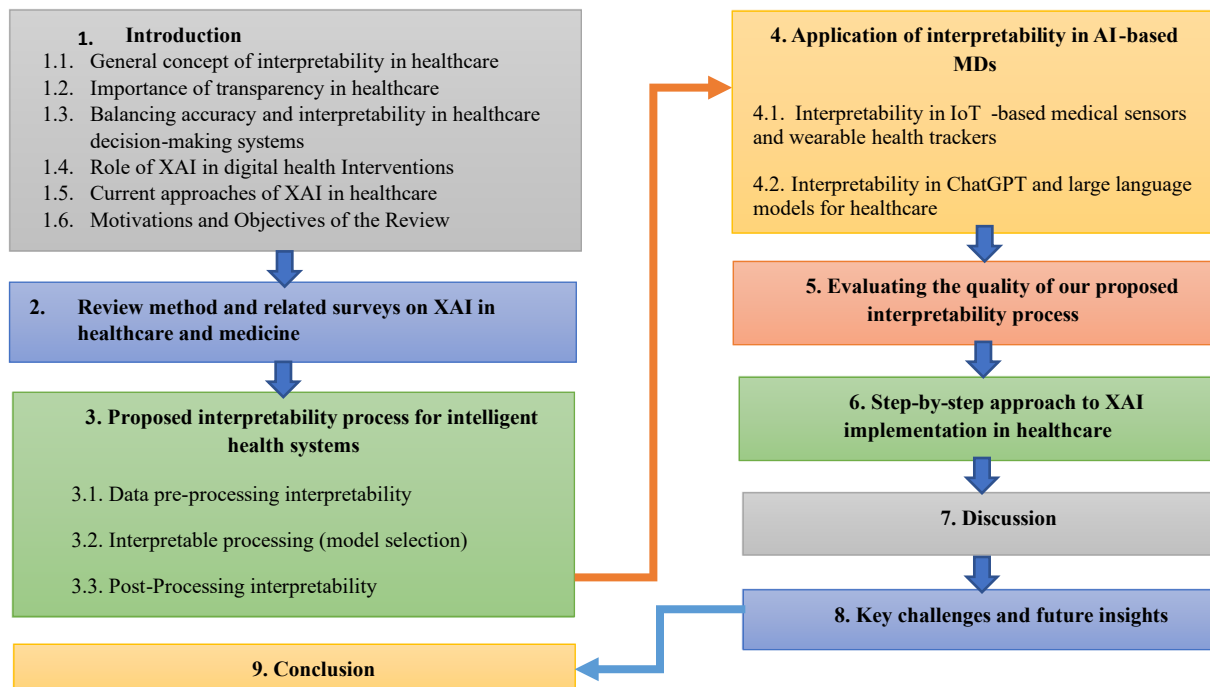 1. Introduction
1.1. General concept of interpretability in healthcare
1.2. Importance of transparency in healthcare
1.3. Balancing accuracy and interpretability in healthcare
decision-making systems
1.4. Role of XAI in digital health Interventions
1.5. Current approaches of XAI in healthcare
1.6. Motivations and Objectives of the Review
2. Review method and related surveys on XAI in
healthcare and medicine
3. Proposed interpretability process for intelligent
health systems
3.1. Data pre-processing interpretability
3.2. Interpretable processing (model selection)
3.3. Post-Processing interpretability
4. Application of interpretability in AI-based
MDs
4.1. Interpretability in IoT -based medical sensors
and wearable health trackers
4.2. Interpretability in ChatGPT and large language
models for healthcare
5. Evaluating the quality of our proposed
interpretability process
6. Step-by-step approach to XAI
implementation in healthcare
7. Discussion
8. Key challenges and future insights
9. Conclusion